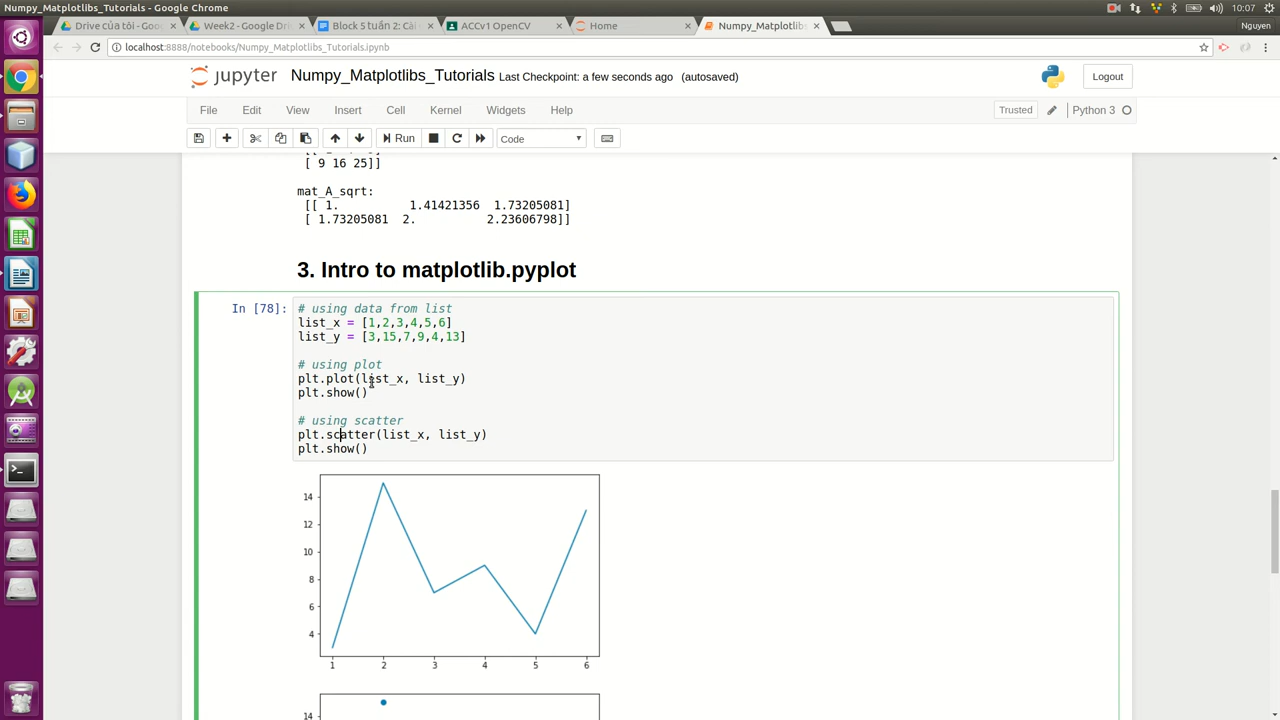 Numpy_Matplotlibs_Tutorials - Google Chrome
10:07
Drive của tôi - Goo
Week2 - Google Dri
Block 5 tuần 2: Cài
ACCv1 OpenCV
Home
Numpy_Matplotlibs
Nguyen
localhost:8888/notebooks/Numpy_Matplotlibs_Tutorials.ipynb
jupyter Numpy_Matplotlibs_Tutorials Last Checkpoint: a few seconds ago (autosaved)
Logout
File Edit View Insert Cell Kernel Widgets Help
Trusted Python 3
Run Code
[ 9 16 25]]
mat_A_sqrt:
[[ 1. 1.41421356 1.73205081]
[ 1.73205081 2. 2.23606798]]
3. Intro to matplotlib.pyplot
In [78]:
# using data from list
list_x = [1,2,3,4,5,6]
list_y = [3,15,7,9,4,13]
# using plot
plt.plot(list_x, list_y)
plt.show()
# using scatter
plt.scatter(list_x, list_y)
plt.show()
14
12
10
8
6
4
1 2 3 4 5 6
14